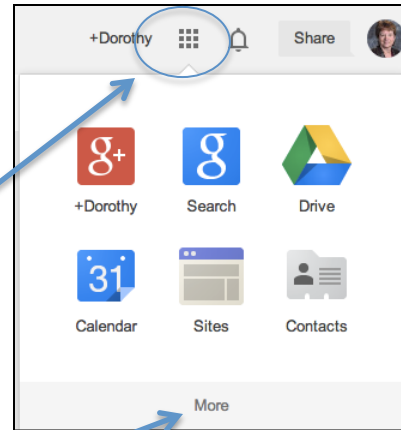 +Dorothy Share
g+ g
+Dorothy Search Drive
31
Calendar Sites Contacts
More